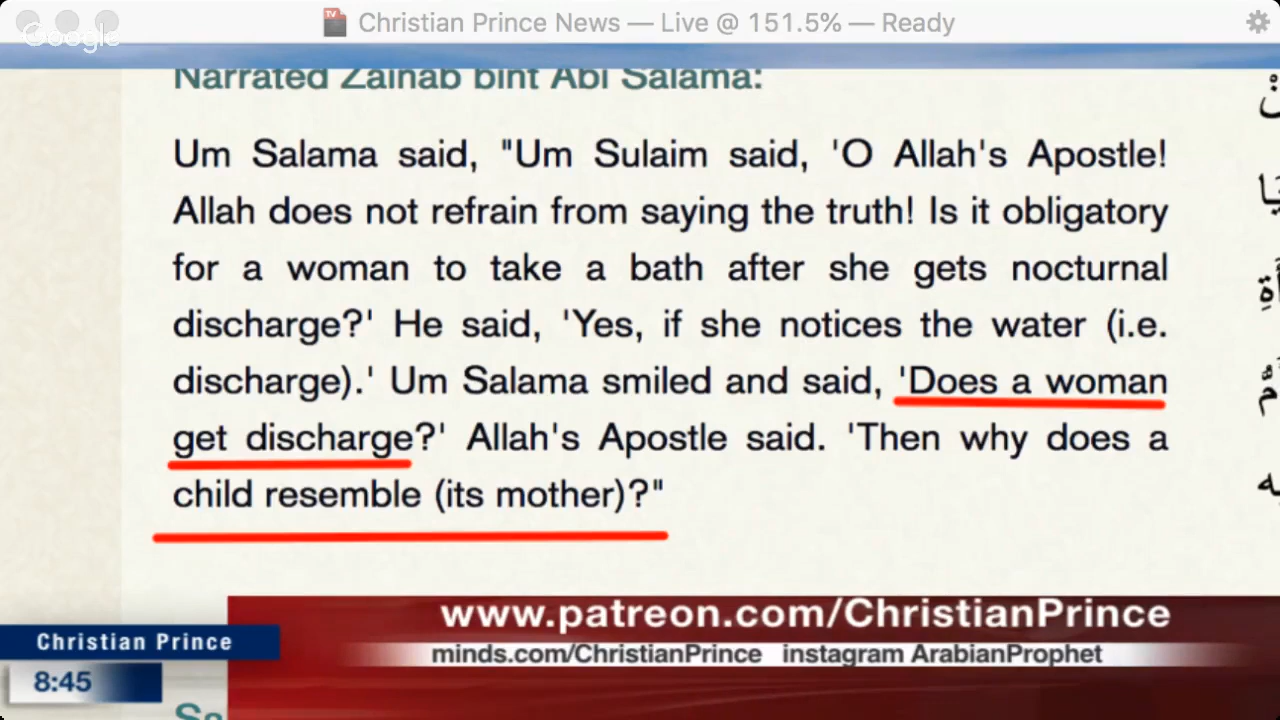 Christian Prince News — Live @ 151.5% — Ready
Google
Narrated Zainab bint Abi Salama:
Um Salama said, "Um Sulaim said, 'O Allah's Apostle!
Allah does not refrain from saying the truth! Is it obligatory
for a woman to take a bath after she gets nocturnal
discharge?' He said, 'Yes, if she notices the water (i.e.
discharge).' Um Salama smiled and said, 'Does a woman
get discharge?' Allah's Apostle said. 'Then why does a
child resemble (its mother)?"
www.patreon.com/ChristianPrince
Christian Prince
minds.com/ChristianPrince instagram ArabianProphet
8:45